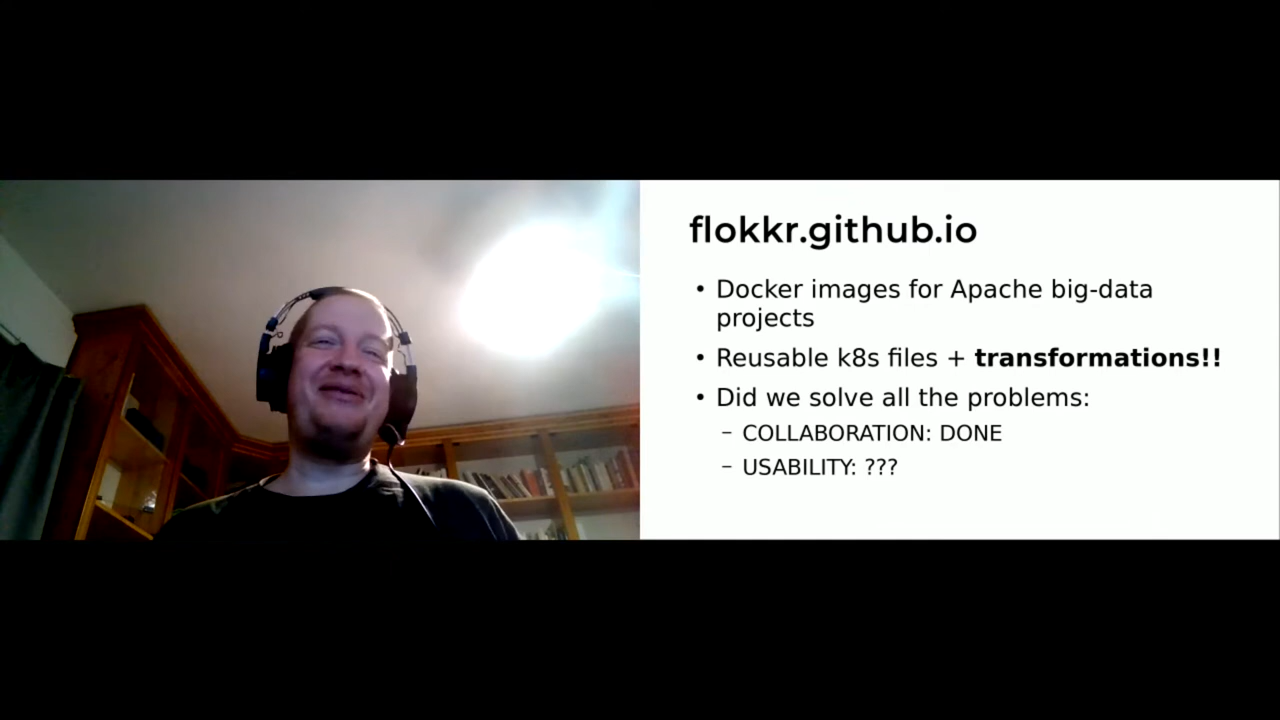 flokkr.github.io
• Docker images for Apache big-data
projects
• Reusable k8s files + transformations!!
• Did we solve all the problems:
– COLLABORATION: DONE
– USABILITY: ???